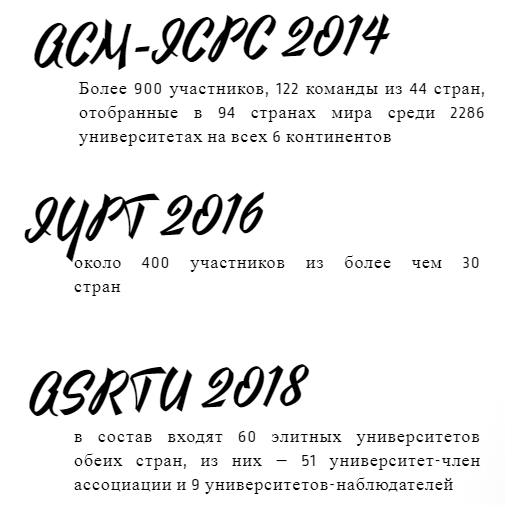 ACM-ICPC 2014
Более 900 участников, 122 команды из 44 стран,
отобранные в 94 странах мира среди 2286
университетах на всех 6 континентов
IYPT 2016
около 400 участников из более чем 30
стран
ASRTU 2018
в состав входят 60 элитных университетов
обеих стран, из них – 51 университет-член
ассоциации и 9 университетов-наблюдателей